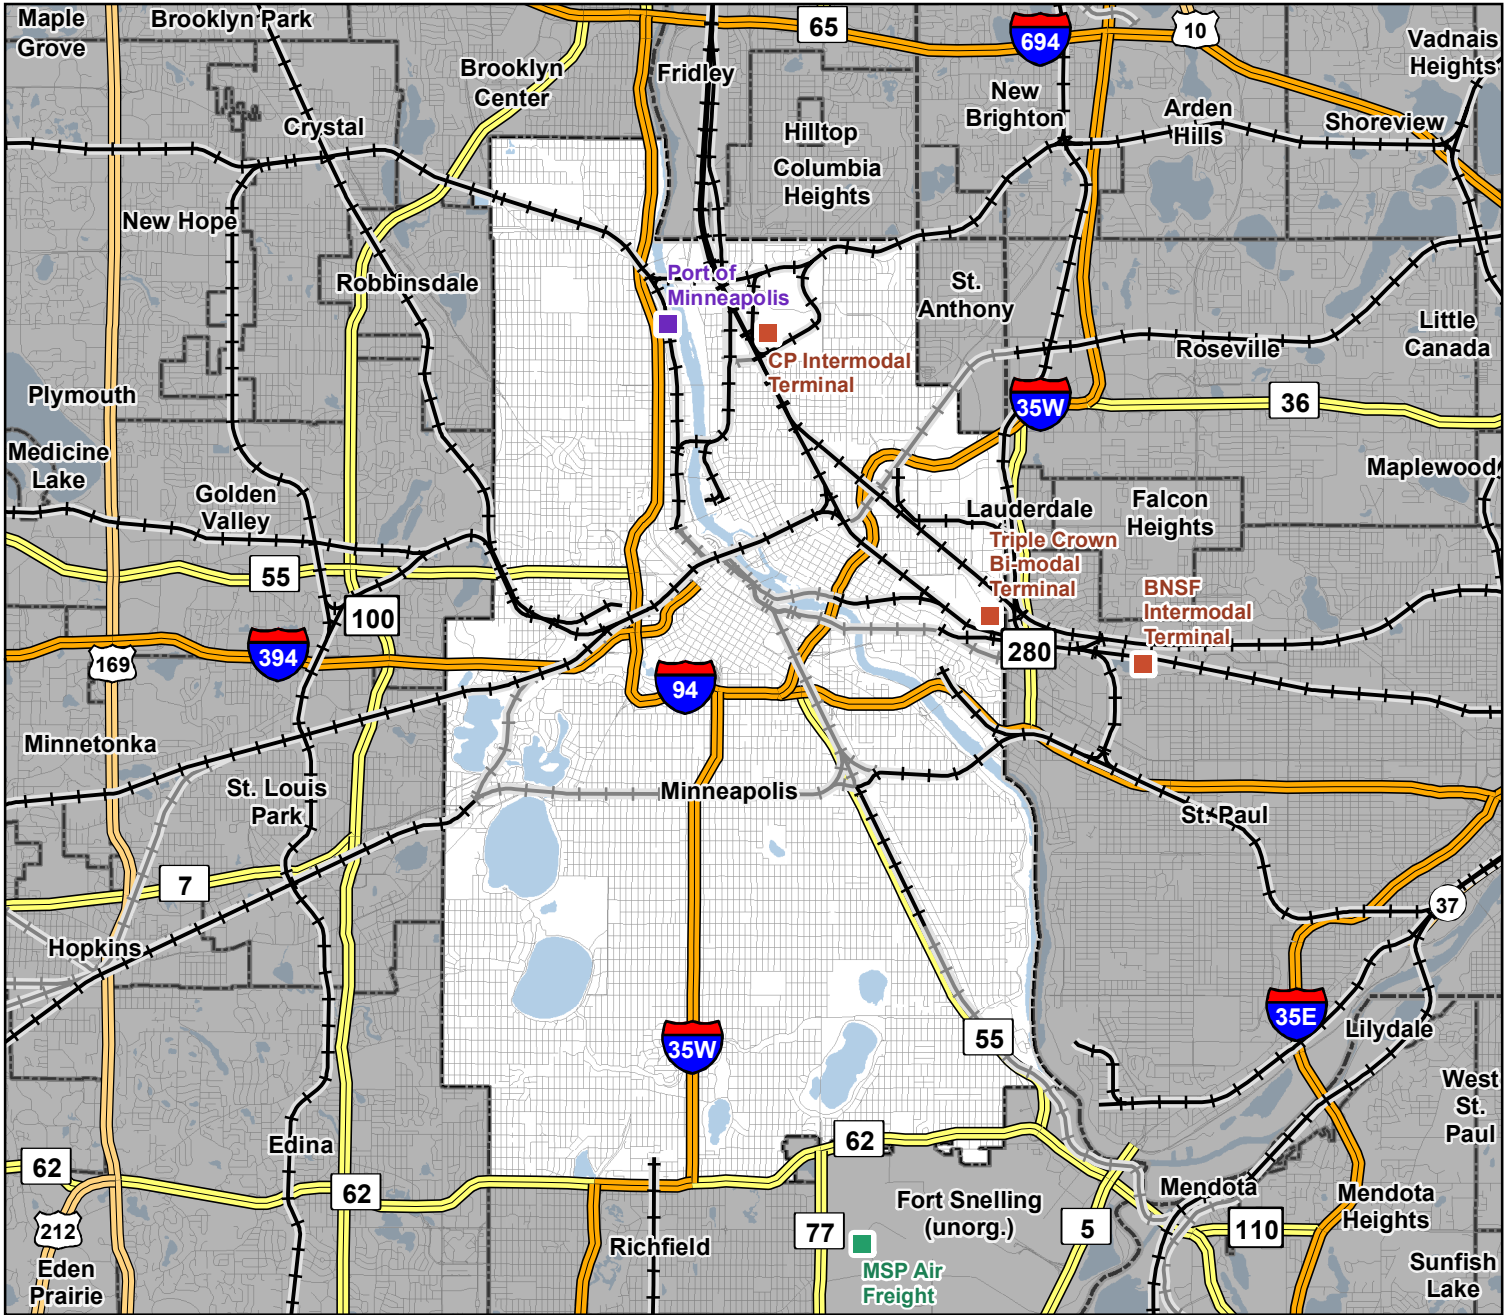 Maple
Grove
Brooklyn Park
65
694
10
Vadnais
Heights
Brooklyn
Center
Fridley
New
Brighton
Arden
Hills
Shoreview
Crystal
Hilltop
Columbia
Heights
New Hope
Robbinsdale
Port of
Minneapolis
St.
Anthony
CP Intermodal
Terminal
Roseville
Little
Canada
Plymouth
35W
36
Medicine
Lake
Golden
Valley
Maplewood
Lauderdale
Falcon
Heights
Triple Crown
Bi-modal
Terminal
55
100
BNSF
Intermodal
Terminal
169
394
280
94
Minnetonka
St. Louis
Park
Minneapolis
St. Paul
7
37
Hopkins
35W
55
35E
Lilydale
West
St.
Paul
Edina
62
62
62
Mendota
Mendota
Heights
212
Fort Snelling
(unorg.)
77
5
110
Richfield
MSP Air
Freight
Eden
Prairie
Sunfish
Lake